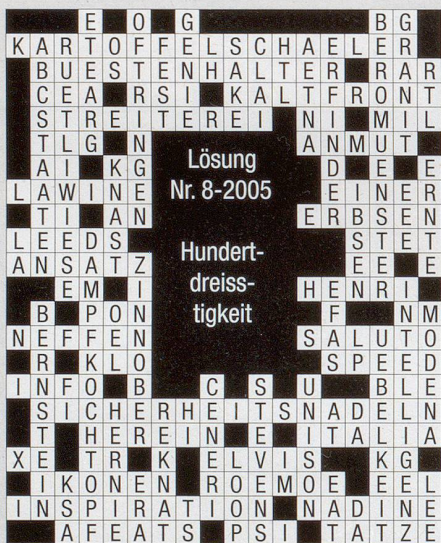 E O G BG
KARTOFFELSCHAELER
BUESTENHALTER RAR
CEA RSI KALTFRONT
STREITEREI NI MIL
TLG N ANMUT
AI KG D E E
LAWINE EINER
TI AN ERBSEN
LEEDS STET
ANSATZ EE E
EM I HENRI
B PON F NM
NEFFEN SALUTO
R KLO SPEED
INFO B C S U BLE
SICHERHEITSNADELN
T HEREIN E ITALIA
XE TR K ELVIS KG
IKONEN ROEMOE EEL
INSPIRATION NADINE
AFEATS PSI TATZE
Lösung
Nr. 8-2005
Hundert-
dreiss-
tigkeit